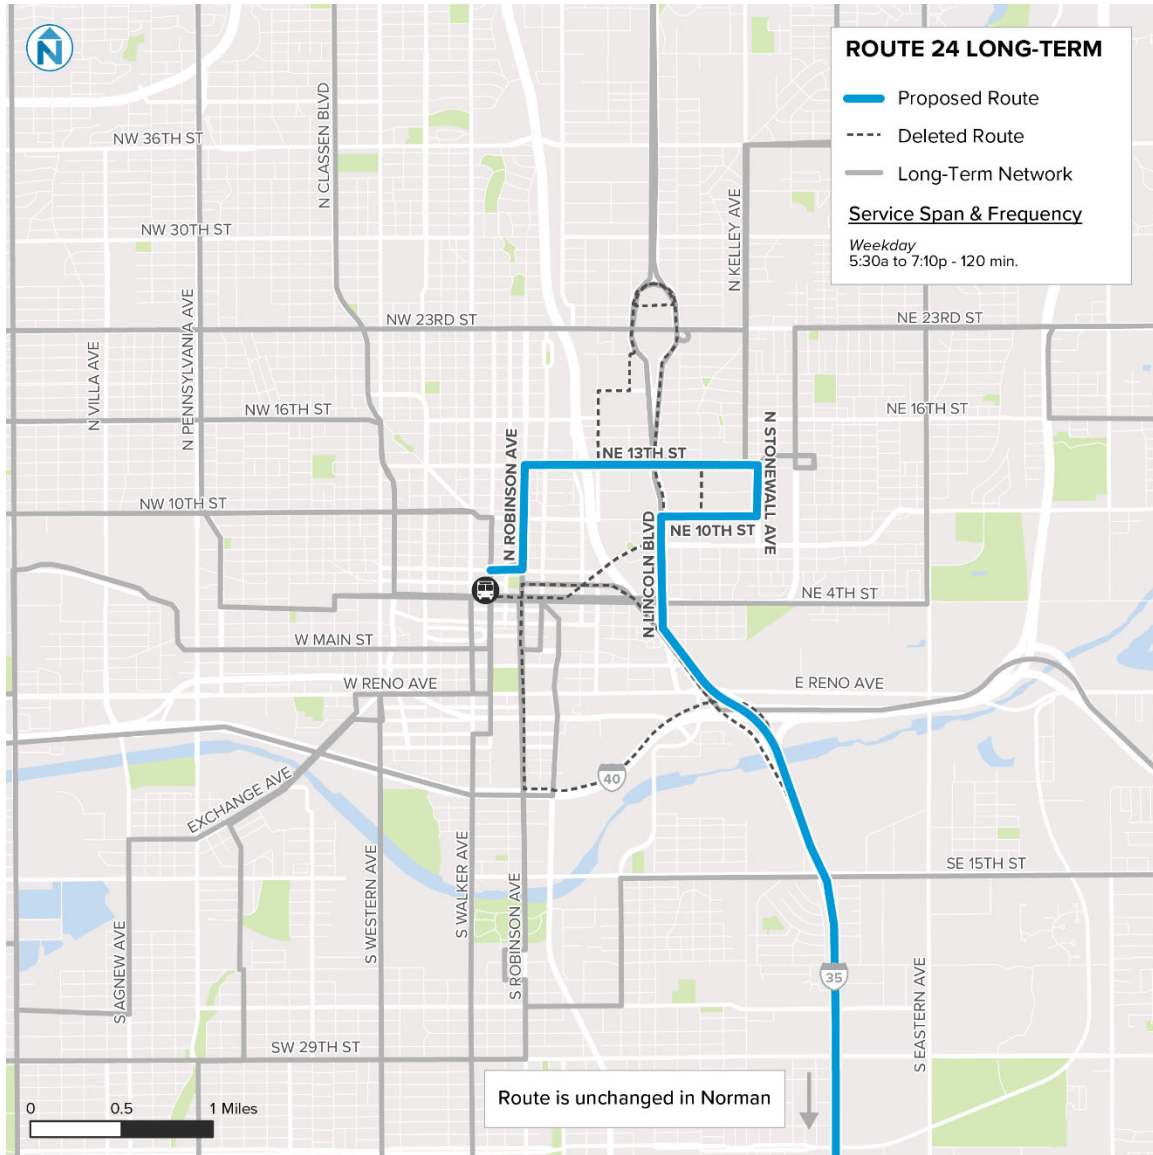 N
ROUTE 24 LONG-TERM
Proposed Route
Deleted Route
Long-Term Network
Service Span & Frequency
Weekday
5:30a to 7:10p - 120 min.
NW 36TH ST
N CLASSEN BLVD
NW 30TH ST
N KELLEY AVE
N PENNSYLVANIA AVE
N VILLA AVE
NW 23RD ST
NE 23RD ST
NW 16TH ST
NE 16TH ST
N ROBINSON AVE
NE 13TH ST
N STONEWALL AVE
NW 10TH ST
NE 10TH ST
N LINCOLN BLVD
NE 4TH ST
W MAIN ST
W RENO AVE
E RENO AVE
40
EXCHANGE AVE
S WESTERN AVE
S WALKER AVE
S ROBINSON AVE
SE 15TH ST
S AGNEW AVE
35
S EASTERN AVE
SW 29TH ST
Route is unchanged in Norman
0 0.5 1 Miles